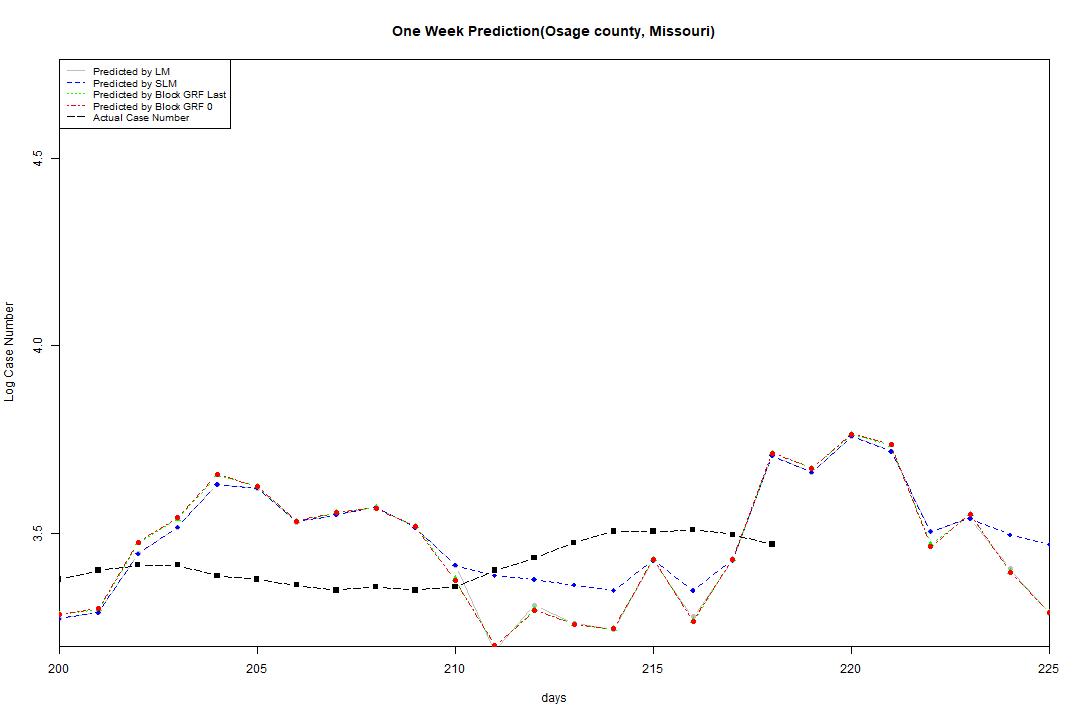 One Week Prediction(Osage county, Missouri)
Predicted by LM
Predicted by SLM
Predicted by Block GRF Last
Predicted by Block GRF 0
Actual Case Number
4.5
4.0
3.5
Log Case Number
200 205 210 215 220 225
days